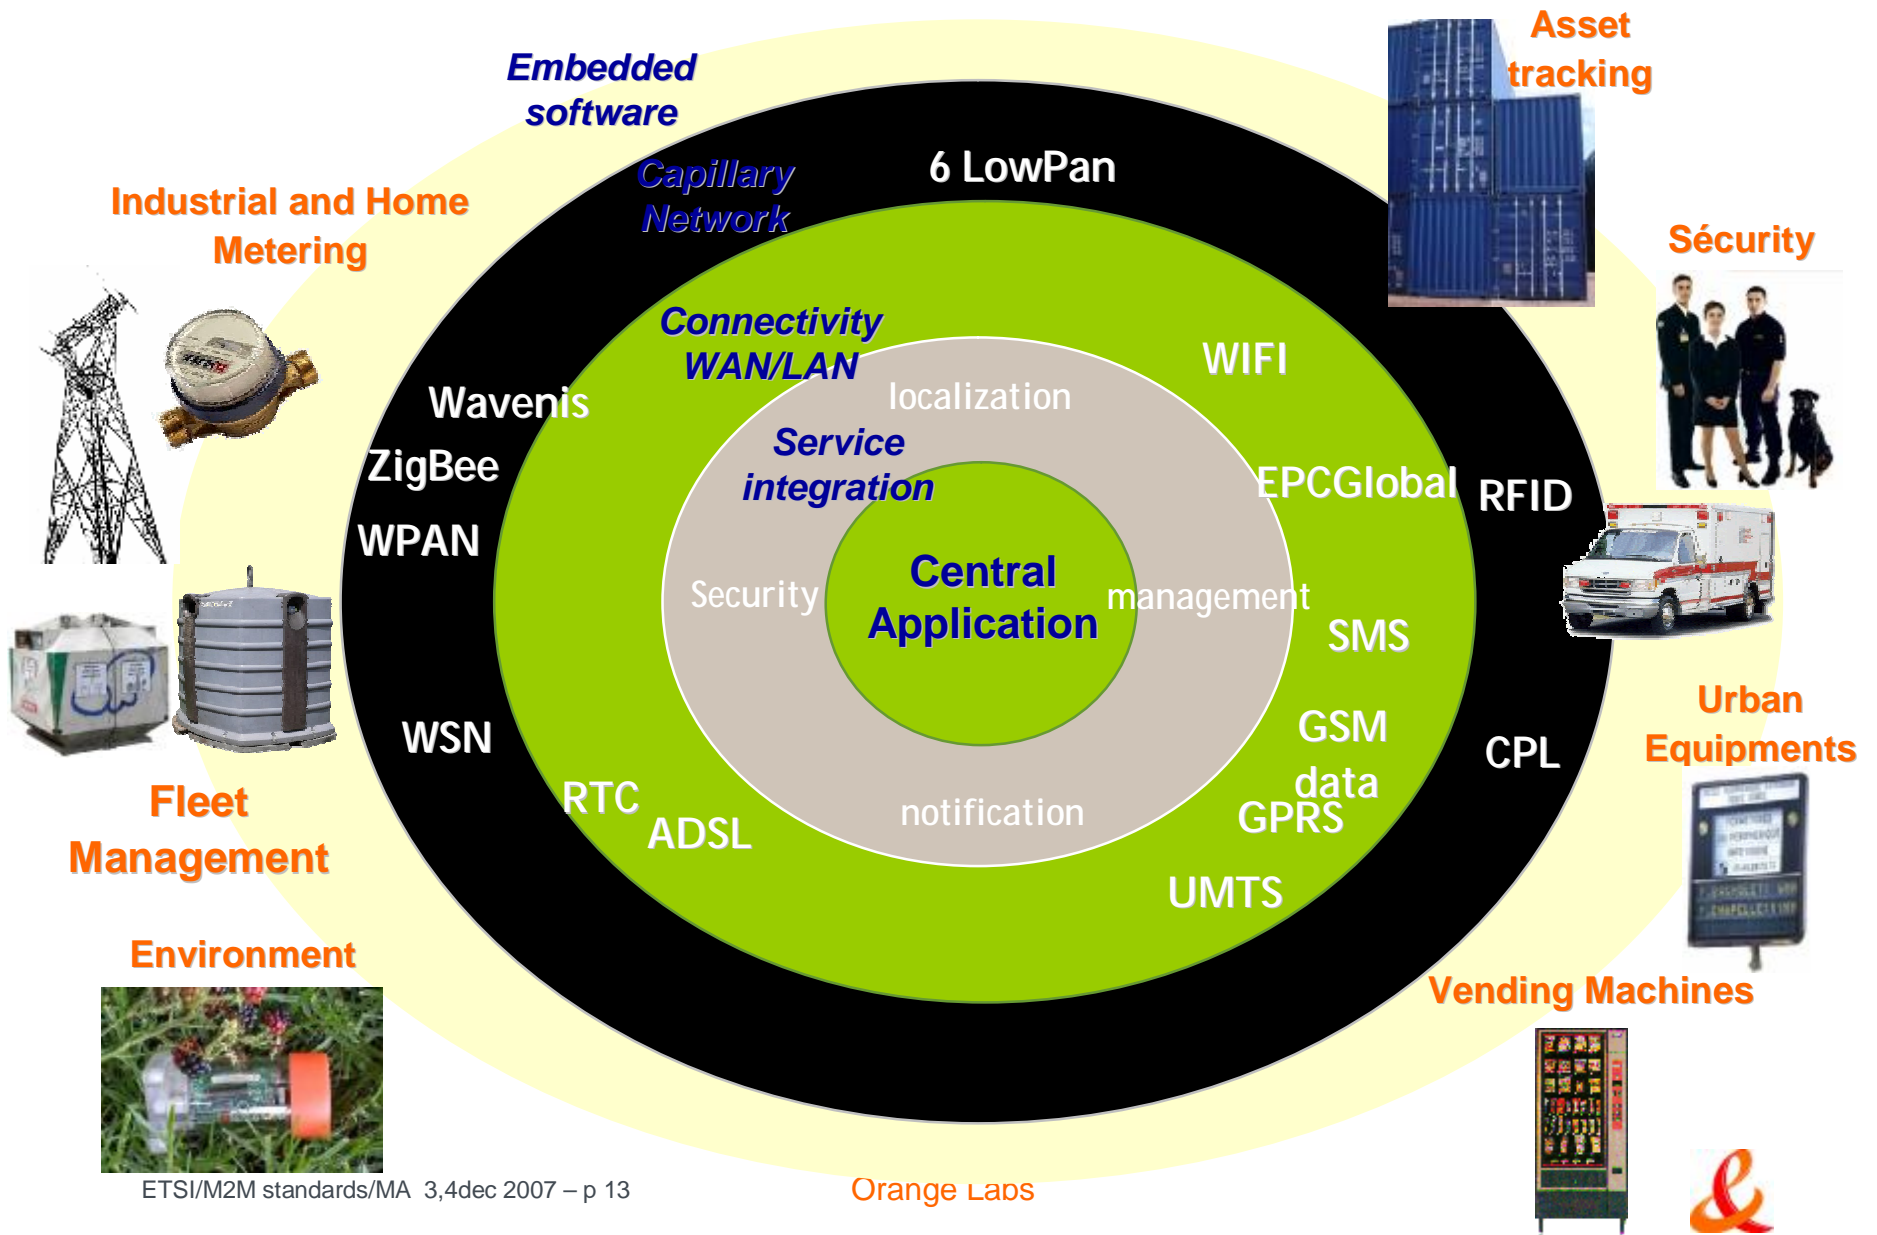 Asset
tracking
Embedded
software
Capillary
Network
6 LowPan
Industrial and Home
Metering
Sécurity
Connectivity
WAN/LAN
WIFI
localization
Wavenis
Service
integration
ZigBee
EPCGlobal
RFID
WPAN
Central
Application
Security
management
SMS
Urban
Equipments
WSN
GSM
data
CPL
RTC
ADSL
notification
GPRS
UMTS
Fleet
Management
Environment
Vending Machines
ETSI/M2M standards/MA 3,4dec 2007 – p 13
Orange Labs